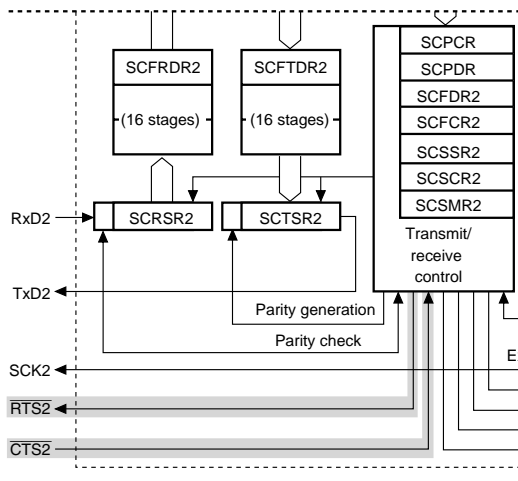 SCFRDR2
(16 stages)
SCFTDR2
(16 stages)
SCPCR
SCPDR
SCFDR2
SCFCR2
SCSSR2
SCSCR2
SCSMR2
Transmit/
receive
control
RxD2
SCRSR2
SCTSR2
TxD2
Parity generation
Parity check
E
SCK2
RTS2
CTS2